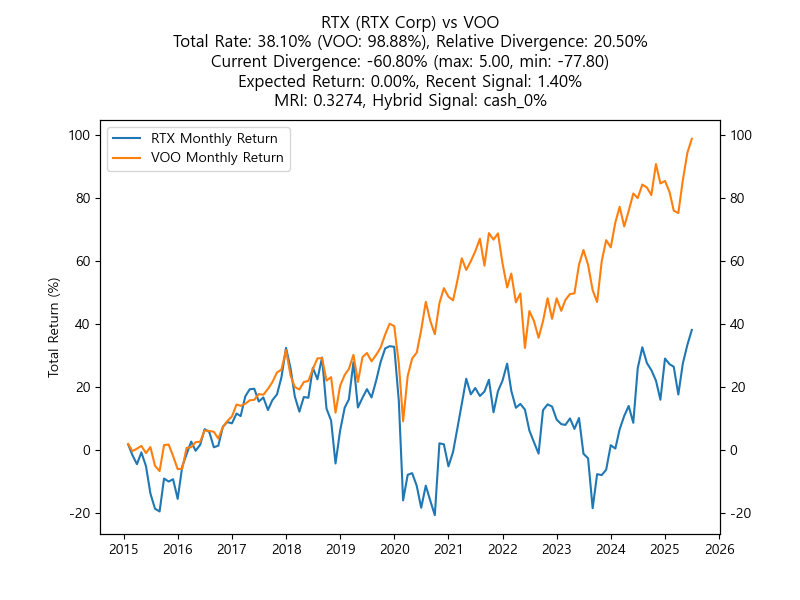 RTX (RTX Corp) vs VOO
Total Rate: 38.10% (VOO: 98.88%), Relative Divergence: 20.50%
Current Divergence: -60.80% (max: 5.00, min: -77.80)
Expected Return: 0.00%, Recent Signal: 1.40%
MRI: 0.3274, Hybrid Signal: cash_0%
RTX Monthly Return
VOO Monthly Return
Total Return (%)
100
80
60
40
20
0
-20
100
80
60
40
20
0
-20
2015 2016 2017 2018 2019 2020 2021 2022 2023 2024 2025 2026